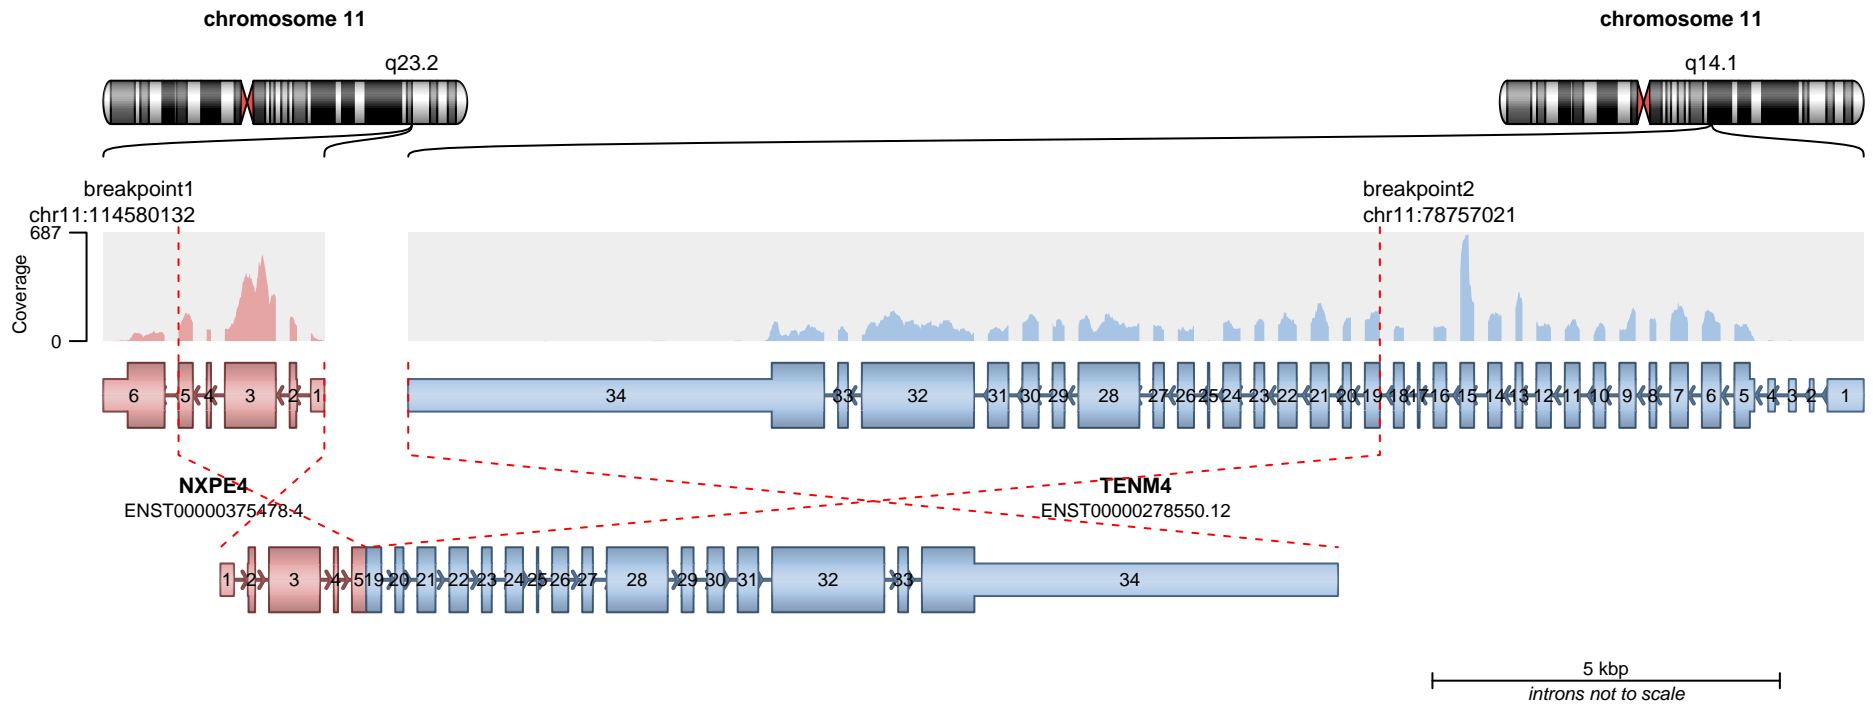 chromosome 11
chromosome 11
q23.2
q14.1
breakpoint1
chr11:114580132
breakpoint2
chr11:78757021
687
0
Coverage
6 5 4 3 2 1
34 33 32 31 30 29 28 27 26 25 24 23 22 21 20 19 18 17 16 15 14 13 12 11 10 9 8 7 6 5 4 3 2 1
NXPE4
ENST00000375478.4
TENM4
ENST00000278550.12
1 2 3 4 5 19 20 21 22 23 24 25 26 27 28 29 30 31 32 33 34
5 kbp
introns not to scale